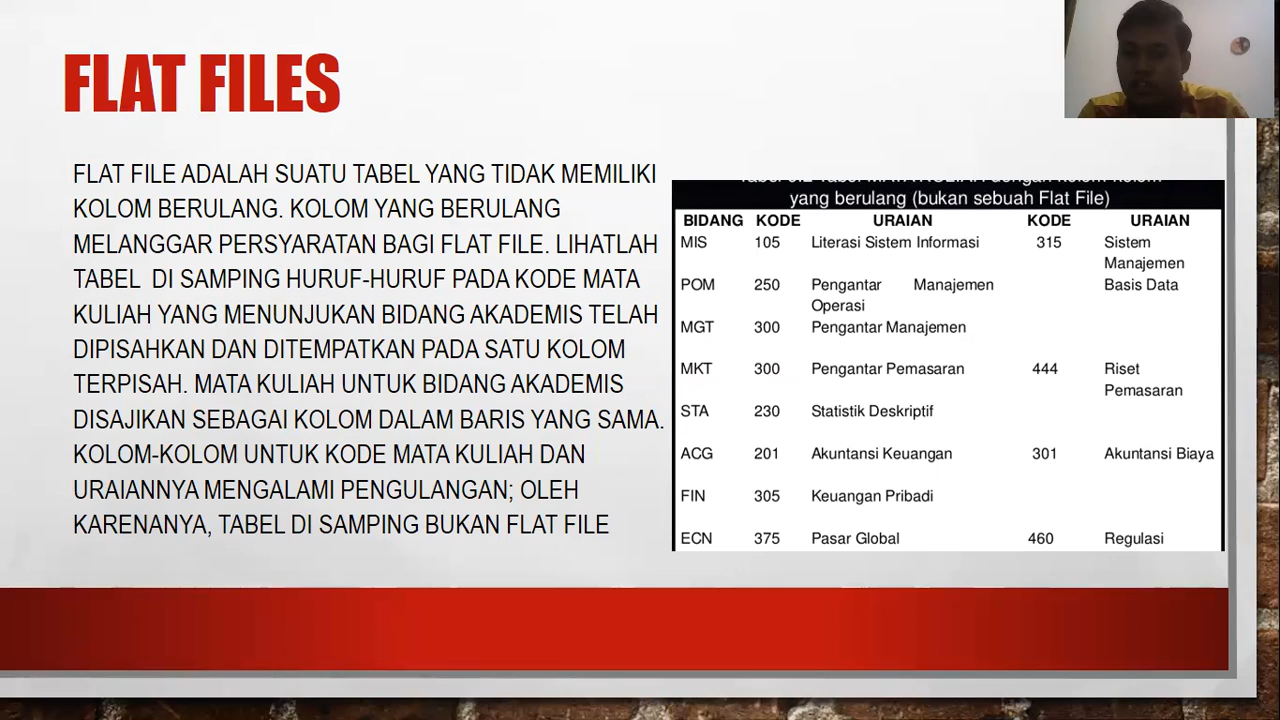 FLAT FILES
FLAT FILE ADALAH SUATU TABEL YANG TIDAK MEMILIKI
KOLOM BERULANG. KOLOM YANG BERULANG
MELANGGAR PERSYARATAN BAGI FLAT FILE. LIHATLAH
TABEL DI SAMPING HURUF-HURUF PADA KODE MATA
KULIAH YANG MENUNJUKAN BIDANG AKADEMIS TELAH
DIPISAHKAN DAN DITEMPATKAN PADA SATU KOLOM
TERPISAH. MATA KULIAH UNTUK BIDANG AKADEMIS
DISAJIKAN SEBAGAI KOLOM DALAM BARIS YANG SAMA.
KOLOM-KOLOM UNTUK KODE MATA KULIAH DAN
URAIANNYA MENGALAMI PENGULANGAN; OLEH
KARENANYA, TABEL DI SAMPING BUKAN FLAT FILE
yang berulang (bukan sebuah Flat File)
BIDANG KODE URAIAN KODE URAIAN
MIS 105 Literasi Sistem Informasi 315 Sistem
Manajemen
POM 250 Pengantar Manajemen Basis Data
Operasi
MGT 300 Pengantar Manajemen
MKT 300 Pengantar Pemasaran 444 Riset
Pemasaran
STA 230 Statistik Deskriptif
ACG 201 Akuntansi Keuangan 301 Akuntansi Biaya
FIN 305 Keuangan Pribadi
ECN 375 Pasar Global 460 Regulasi